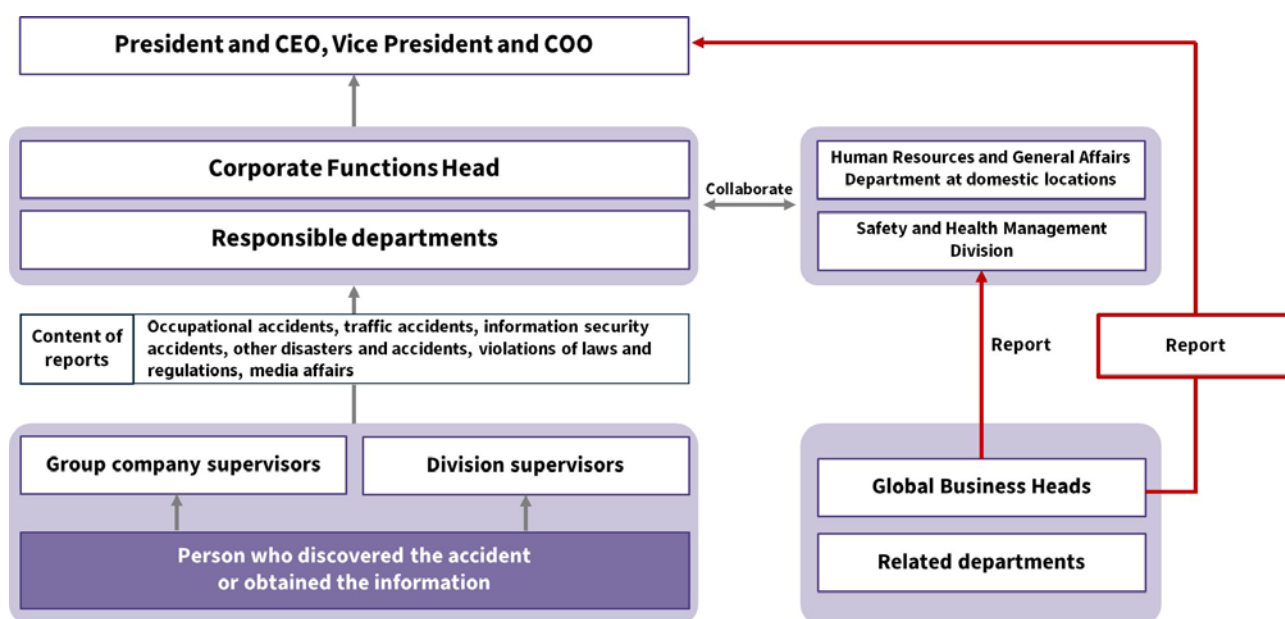 President and CEO, Vice President and COO
Corporate Functions Head
Responsible departments
Collaborate
Human Resources and General Affairs
Department at domestic locations
Safety and Health Management
Division
Content of
reports
Occupational accidents, traffic accidents, information security
accidents, other disasters and accidents, violations of laws and
regulations, media affairs
Report
Report
Group company supervisors
Division supervisors
Person who discovered the accident
or obtained the information
Global Business Heads
Related departments